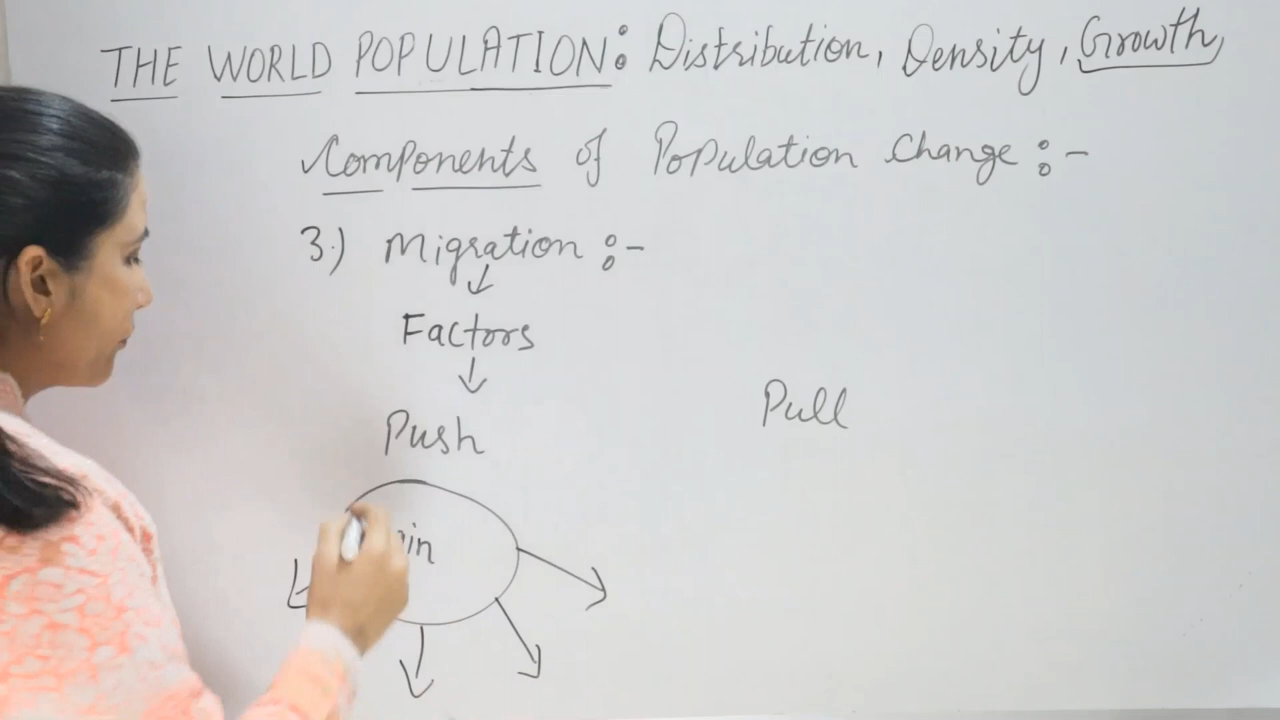 THE WORLD POPULATION: Distribution, Density, Growth,
Components of Population Change :-
3.) Migration :-
Factors
Push
Pull